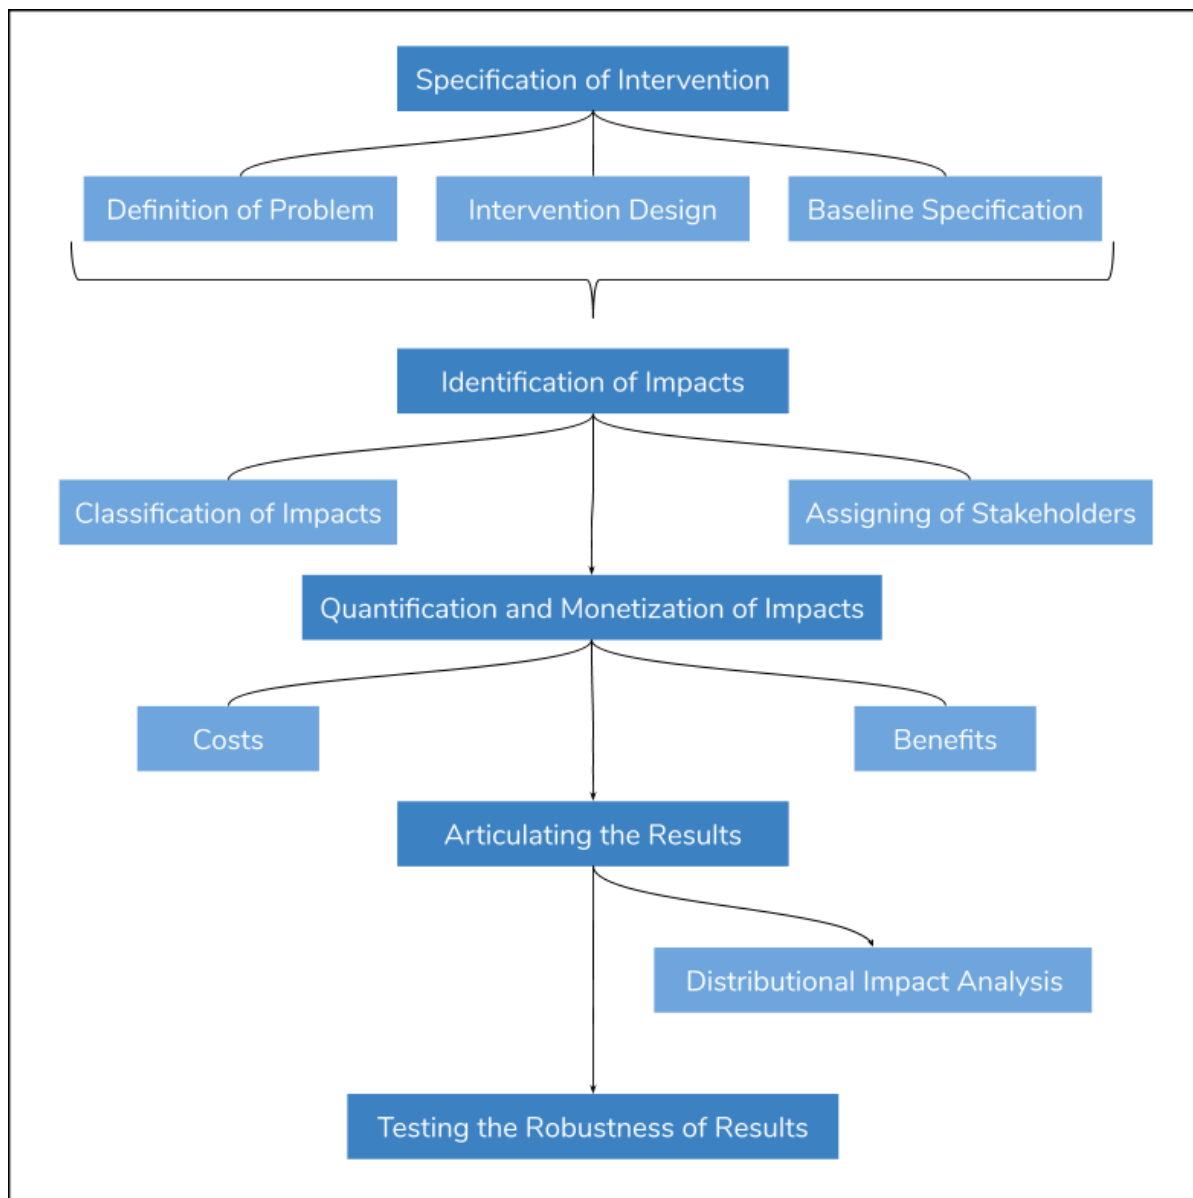 Specification of Intervention
Definition of Problem
Intervention Design
Baseline Specification
Identification of Impacts
Classification of Impacts
Assigning of Stakeholders
Quantification and Monetization of Impacts
Costs
Benefits
Articulating the Results
Distributional Impact Analysis
Testing the Robustness of Results